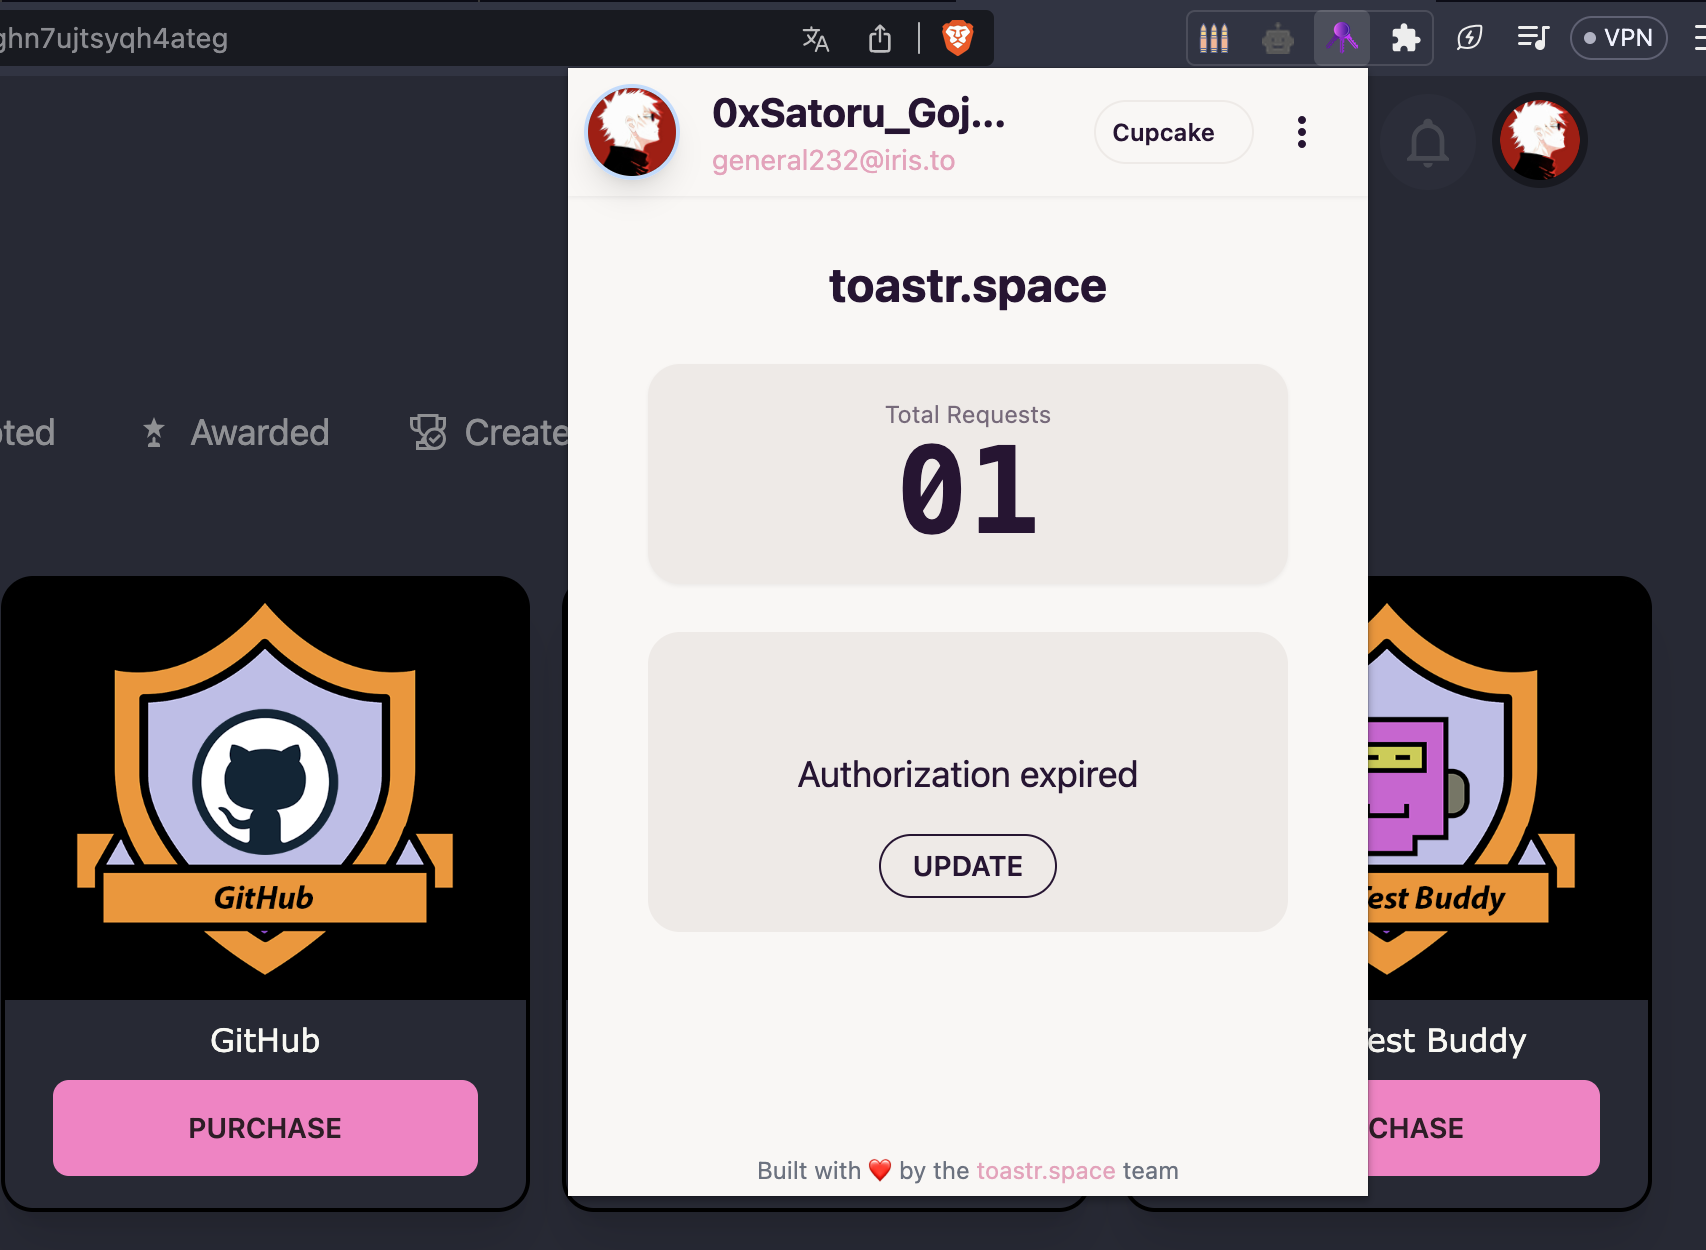 ghn7ujtsyqh4ateg
VPN
0xSatoru_Goj...
general232@iris.to
Cupcake
toastr.space
Total Requests
01
Awarded
Create
Authorization expired
UPDATE
GitHub
est Buddy
GitHub
est Buddy
PURCHASE
CHASE
Built with ❤️ by the toastr.space team